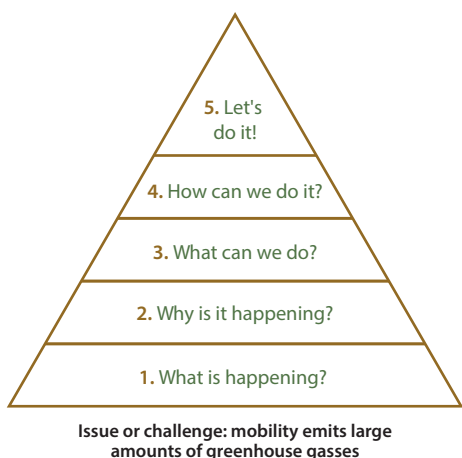 5. Let's
do it!
4. How can we do it?
3. What can we do?
2. Why is it happening?
1. What is happening?
Issue or challenge: mobility emits large
amounts of greenhouse gasses